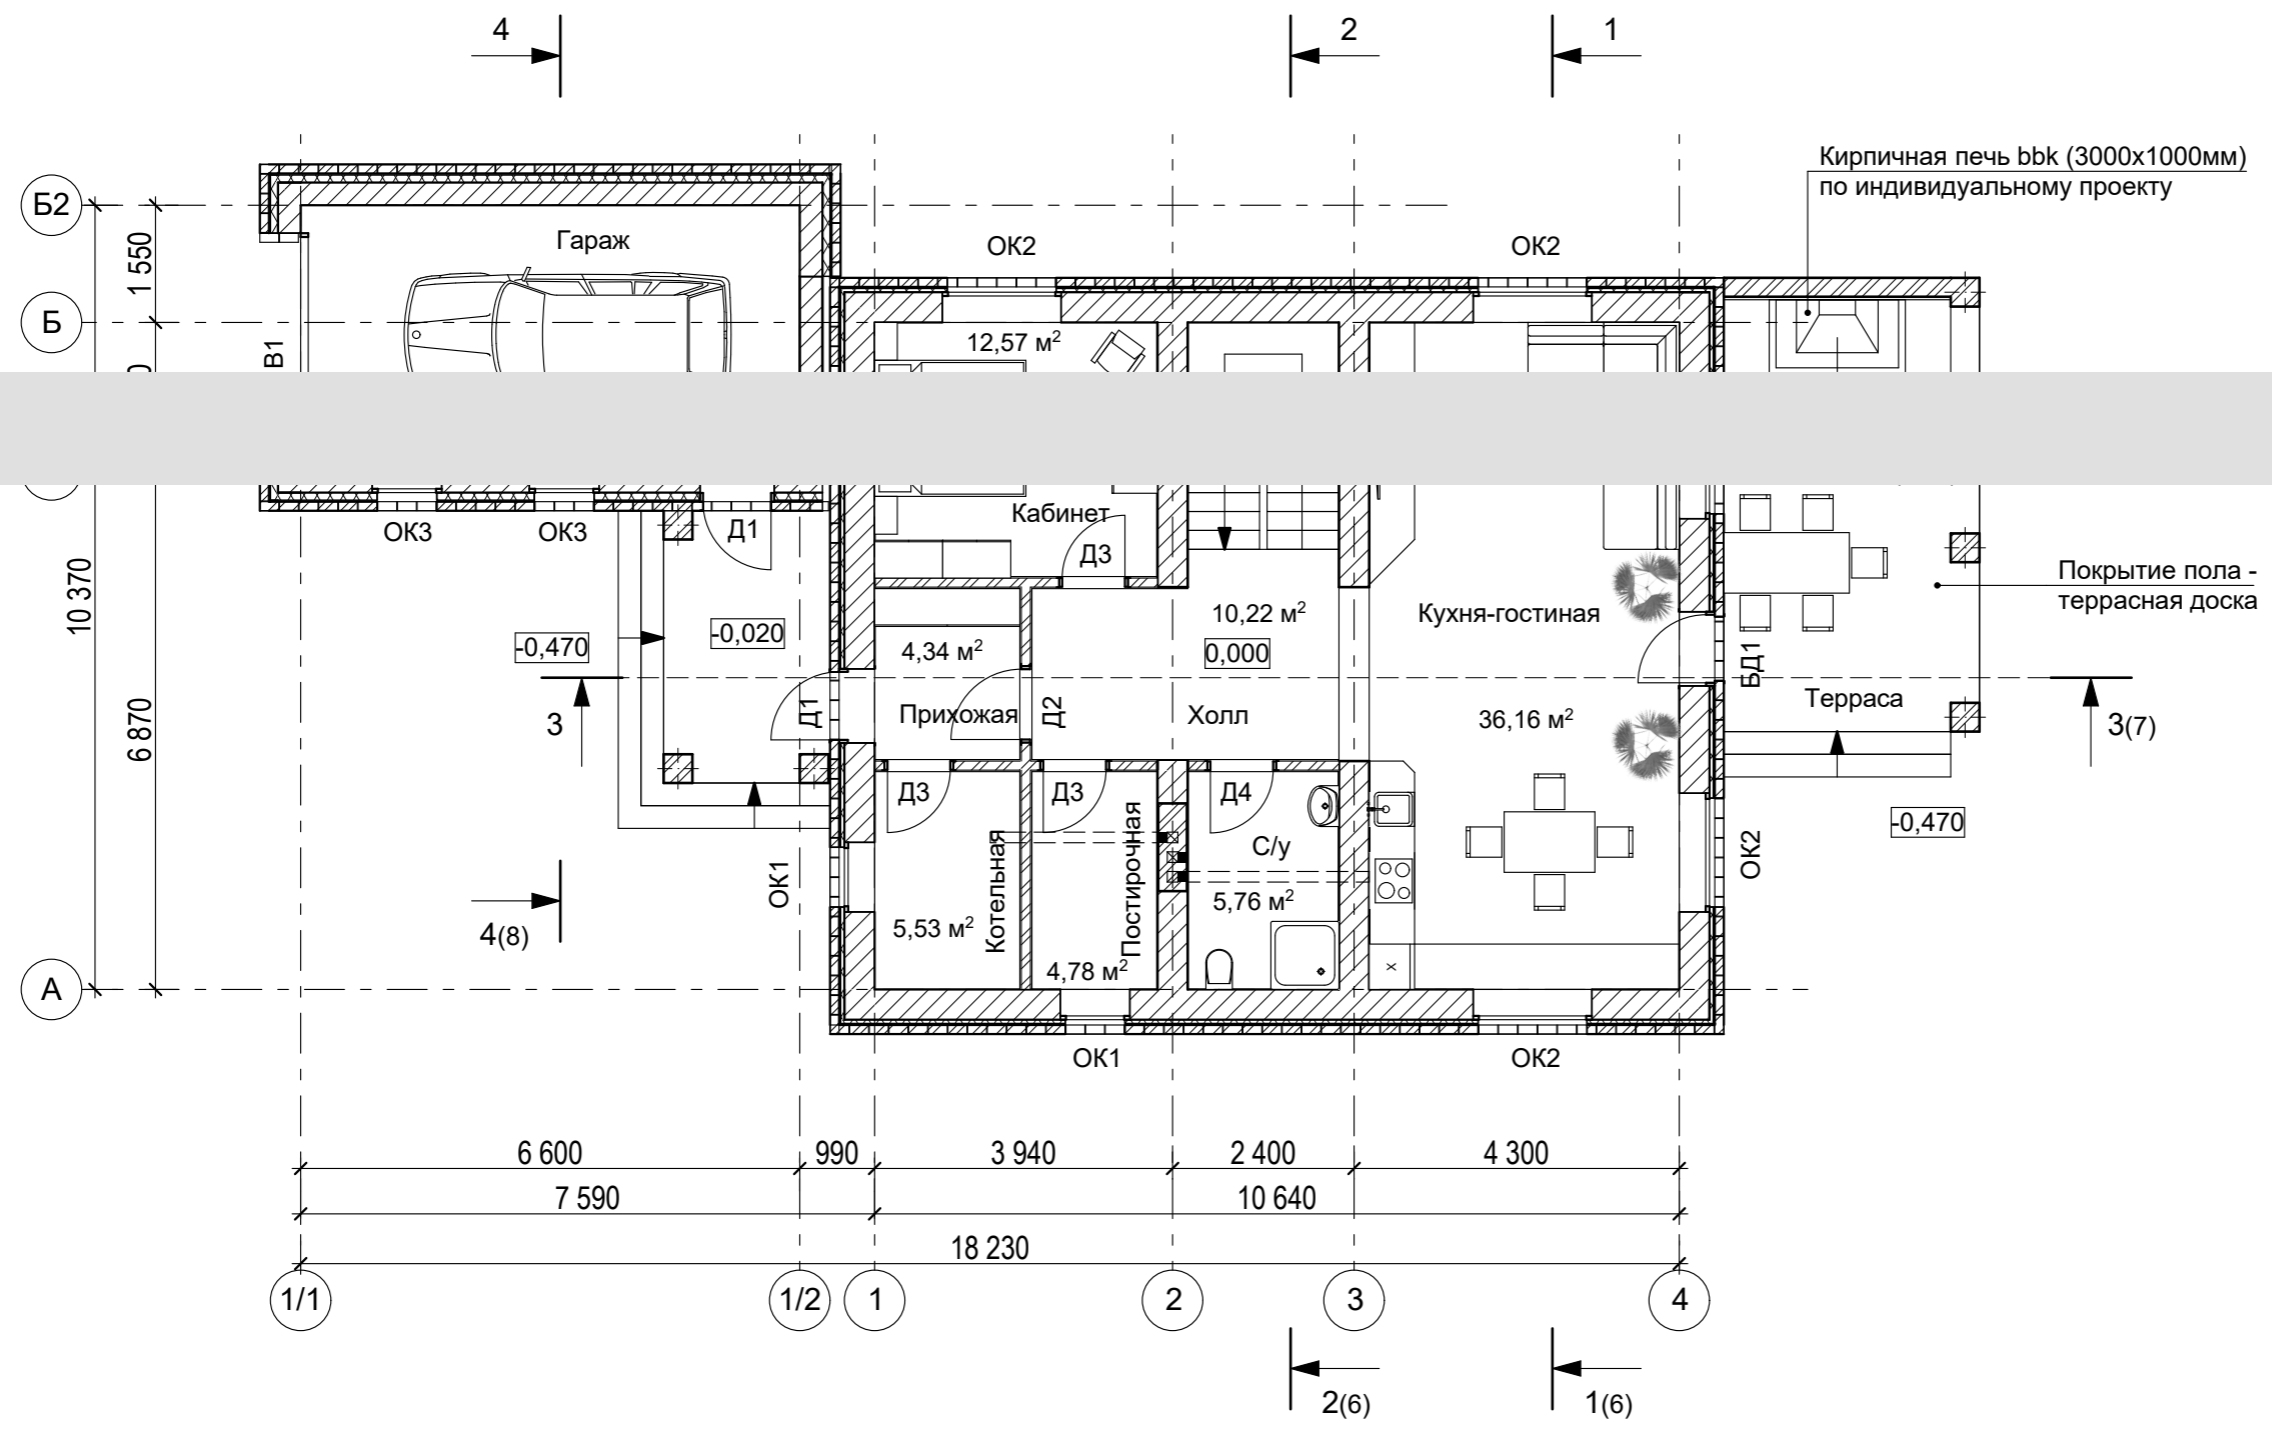 4
2
1
Кирпичная печь bbk (3000х1000мм)
по индивидуальному проекту
Б2
1 550
Гараж
ОК2
ОК2
Б
В1
12,57 м²
Кабинет
ОК3
ОК3
Д1
Д3
10 370
6 870
-0,470
-0,020
4,34 м²
10,22 м²
0,000
Кухня-гостиная
Покрытие пола -
террасная доска
БД1
Терраса
3
Д1
Прихожая
Д2
Холл
36,16 м²
3(7)
Д3
Д3
Д4
-0,470
ОК1
Котельная
Постирочная
С/у
ОК2
4(8)
5,53 м²
4,78 м²
5,76 м²
х
А
ОК1
ОК2
6 600
990
3 940
2 400
4 300
7 590
10 640
18 230
1/1
1/2
1
2
3
4
2(6)
1(6)